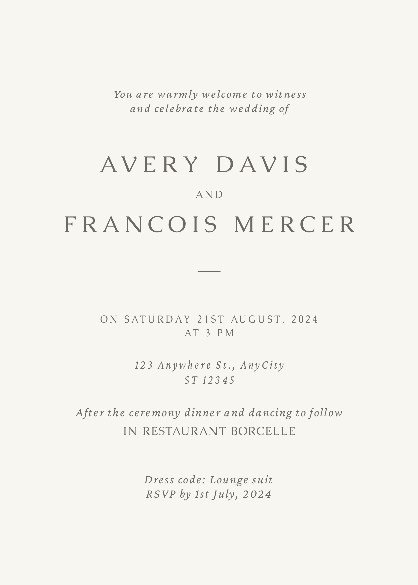 You are warmly welcome to witness
and celebrate the wedding of
AVERY DAVIS
AND
FRANCOIS MERCER
ON SATURDAY 21ST AUGUST, 2024
AT 3 PM
123 Anywhere St., AnyCity
ST 12345
After the ceremony dinner and dancing to follow
IN RESTAURANT BORCELLE
Dress code: Lounge suit
RSVP by 1st July, 2024